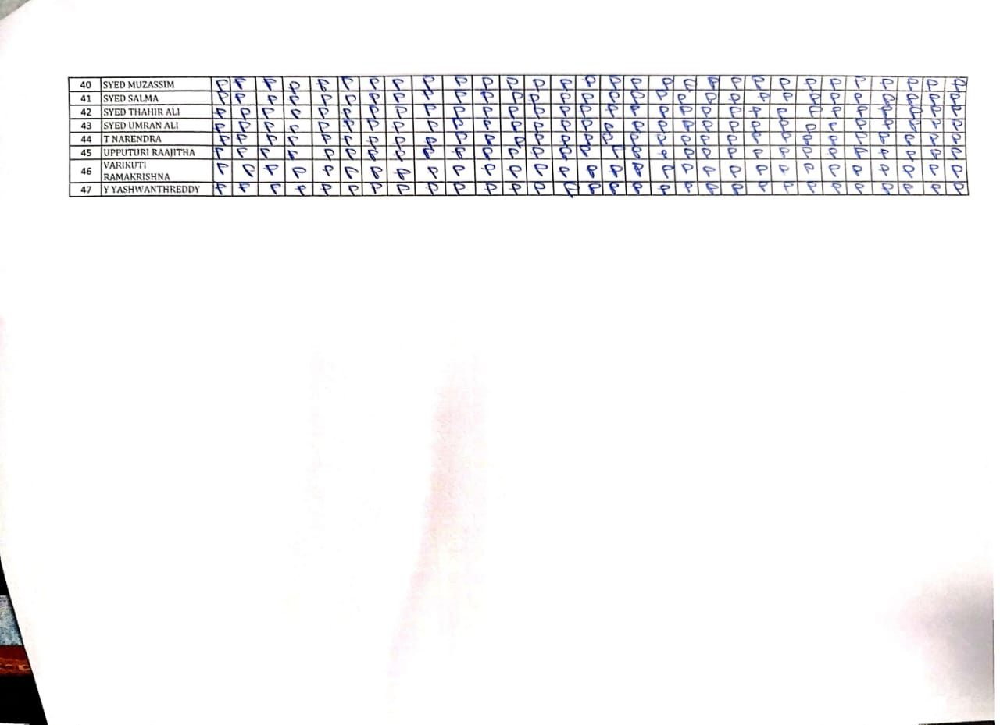 40 SYED MUZASSIM P P P P P P P P P P P P P P P P P P P P P P P P P P P P P P
41 SYED SALMA P P P P P P P P P P P P P P P P P P P P P P P P P P P P P P
42 SYED THAHIR ALI P P P P P P P P P P P P P P P P P P P P P P P P P P P P P P
43 SYED UMRAN ALI P P P P P P P P P P P P P P P P P P P P P P P P P P P P P P
44 T NARENDRA P P P P P P P P P P P P P P P P P P P P P P P P P P P P P P
45 UPPUTURI RAAJITHA P P P P P P P P P P P P P P P P P P P P P P P P P P P P P P
46 VARIKUTI
RAMAKRISHNA P P P P P P P P P P P P P P P P P P P P P P P P P P P P P P
47 Y YASHWANTHREDDY P P P P P P P P P P P P P P P P P P P P P P P P P P P P P P